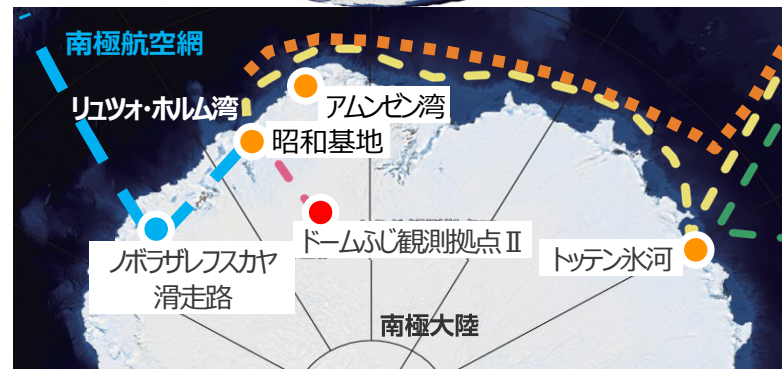 南極航空網
リュツォ・ホルム湾
アムンゼン湾
昭和基地
ドームふじ観測拠点Ⅱ
ノボラザレフスカヤ
滑走路
トッテン氷河
南極大陸